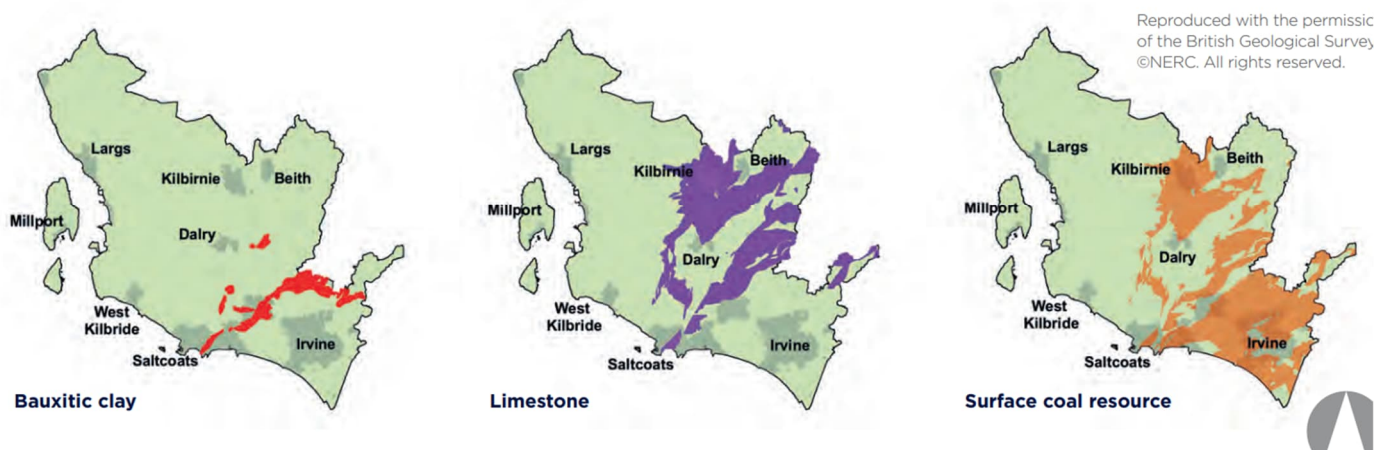 Reproduced with the permissic
of the British Geological Survey
©NERC. All rights reserved.
Largs
Kilbirnie
Beith
Millport
Dalry
West
Kilbride
Irvine
Saltcoats
Bauxitic clay
Largs
Kilbirnie
Beith
Millport
Dalry
West
Kilbride
Irvine
Saltcoats
Limestone
Largs
Kilbirnie
Beith
Millport
Dalry
West
Kilbride
Irvine
Saltcoats
Surface coal resource